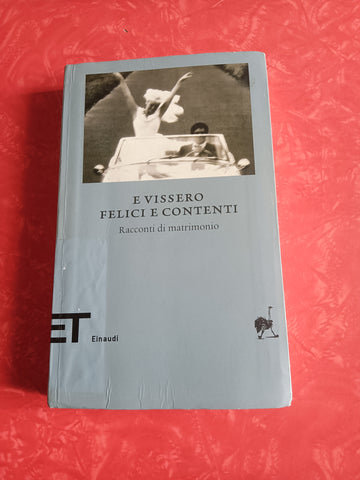 E VISSERO
FELICI E CONTENTI
Racconti di matrimonio
ET
Einaudi